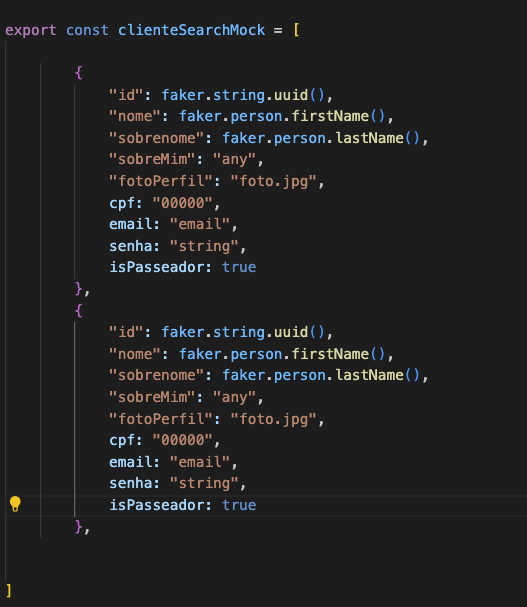 export const clienteSearchMock = [
{
"id": faker.string.uuid(),
"nome": faker.person.firstName(),
"sobrenome": faker.person.lastName(),
"sobreMim": "any",
"fotoPerfil": "foto.jpg",
cpf: "00000",
email: "email",
senha: "string",
isPasseador: true
},
{
"id": faker.string.uuid(),
"nome": faker.person.firstName(),
"sobrenome": faker.person.lastName(),
"sobreMim": "any",
"fotoPerfil": "foto.jpg",
cpf: "00000",
email: "email",
senha: "string",
isPasseador: true
},
]